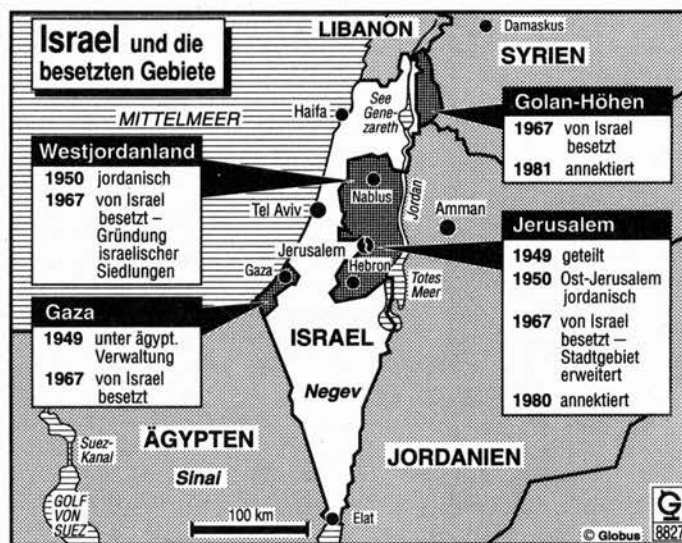 Israel und die
besetzten Gebiete
LIBANON
Damaskus
SYRIEN
MITTELMEER
Haifa
See
Gene-
zareth
Golan-Höhen
1967 von Israel
besetzt
1981 annektiert
Westjordanland
1950 jordanisch
1967 von Israel
besetzt –
Gründung
israelischer
Siedlungen
Nablus
Jordan
Tel Aviv
Amman
Jerusalem
Jerusalem
1949 geteilt
1950 Ost-Jerusalem
jordanisch
1967 von Israel
besetzt –
Stadtgebiet
erweitert
1980 annektiert
Gaza
Hebron
Totes
Meer
Gaza
1949 unter ägypt.
Verwaltung
1967 von Israel
besetzt
ISRAEL
Negev
Suez-
Kanal
ÄGYPTEN
Sinai
JORDANIEN
GOLF
VON
SUEZ
100 km
Elat
© Globus
G
8827